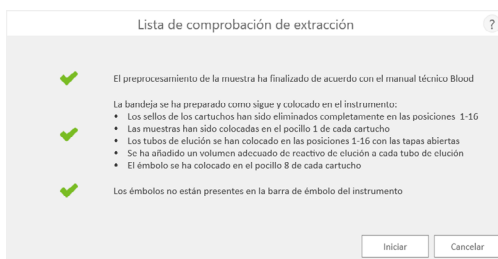 Lista de comprobación de extracción
?
El preprocesamiento de la muestra ha finalizado de acuerdo con el manual técnico Blood
La bandeja se ha preparado como sigue y colocado en el instrumento:
• Los sellos de los cartuchos han sido eliminados completamente en las posiciones 1-16
• Las muestras han sido colocadas en el pocillo 1 de cada cartucho
• Los tubos de elución se han colocado en las posiciones 1-16 con las tapas abiertas
• Se ha añadido un volumen adecuado de reactivo de elución a cada tubo de elución
• El émbolo se ha colocado en el pocillo 8 de cada cartucho
Los émbolos no están presentes en la barra de émbolo del instrumento
Iniciar
Cancelar